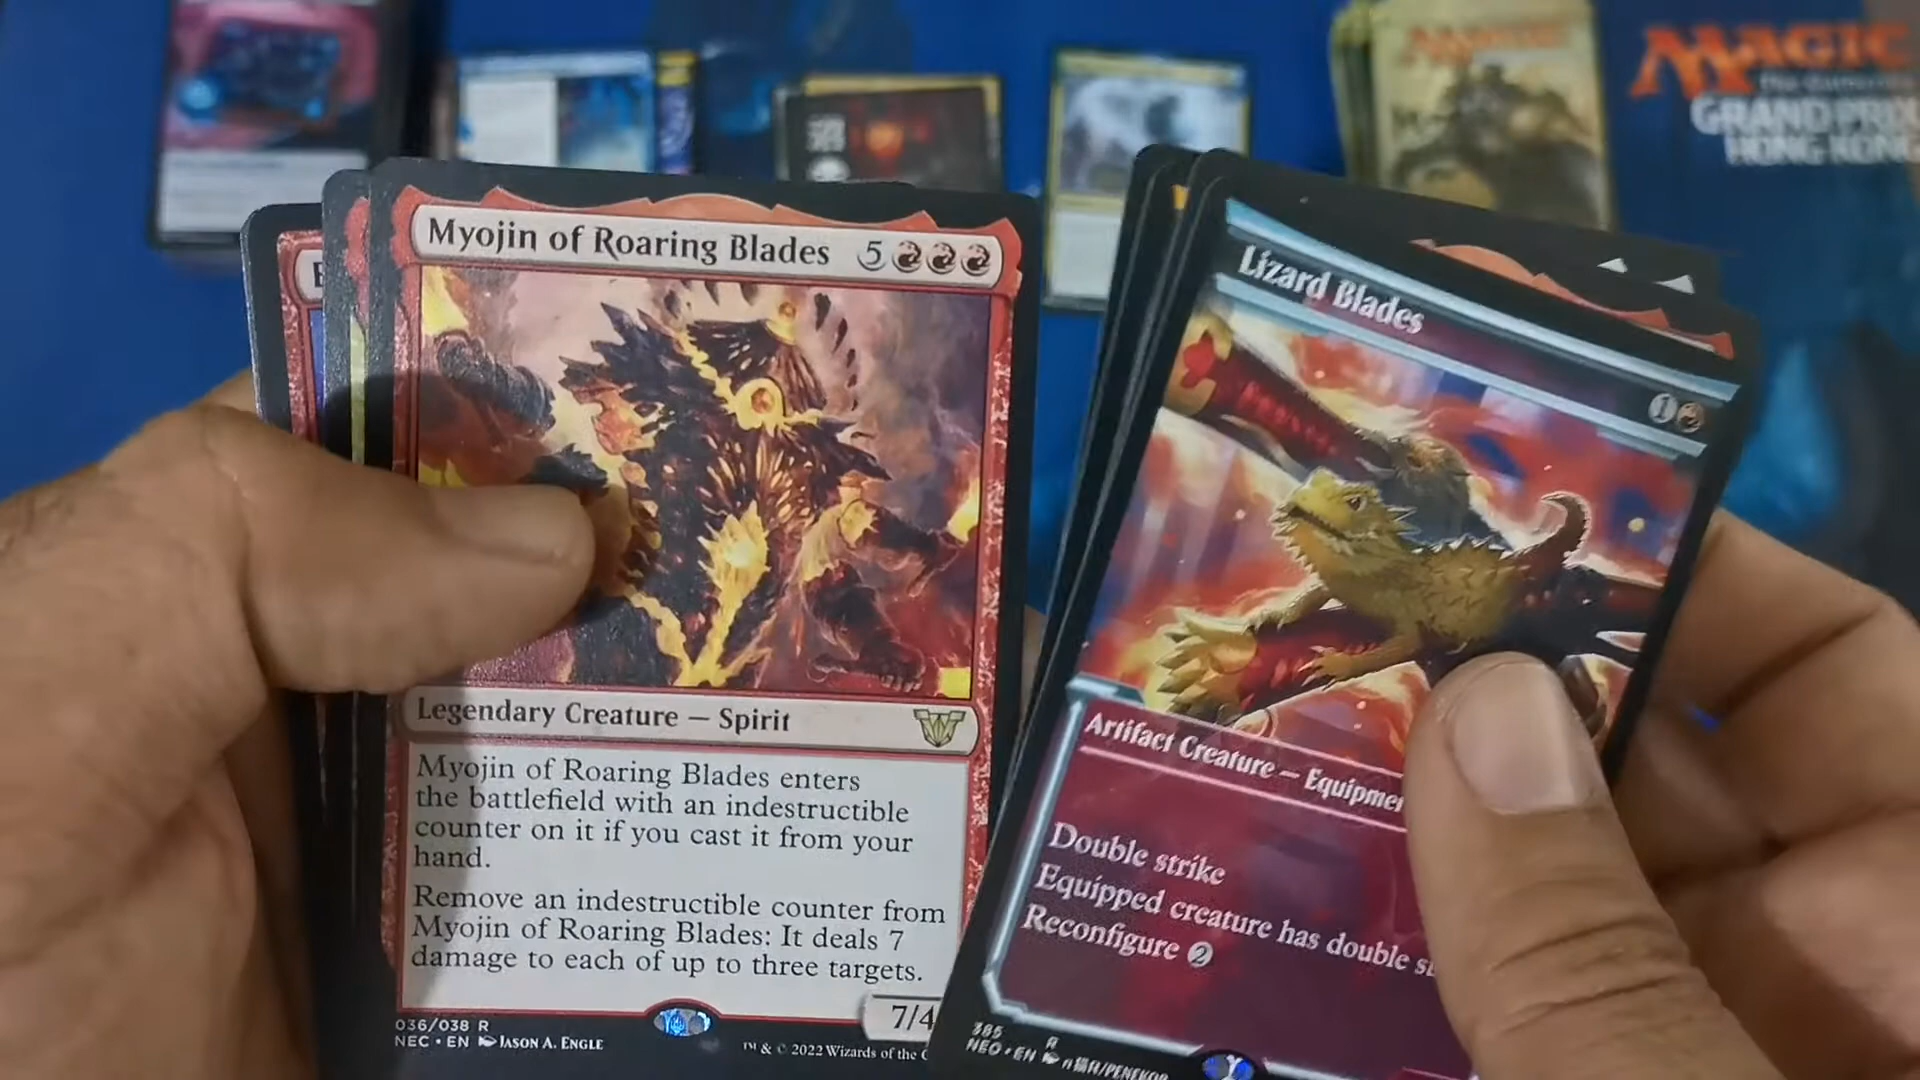 MAGIC
GRAND PRIX
HONG KONG
Myojin of Roaring Blades 5
Legendary Creature — Spirit
Myojin of Roaring Blades enters
the battlefield with an indestructible
counter on it if you cast it from your
hand.
Remove an indestructible counter from
Myojin of Roaring Blades: It deals 7
damage to each of up to three targets.
7/4
036/038 R
NEC • EN JASON A. ENGLE
™ & © 2022 Wizards of the
Lizard Blades
1
Artifact Creature — Equipmen
Double strike
Equipped creature has double st
Reconfigure 2
385 R
NEO • EN